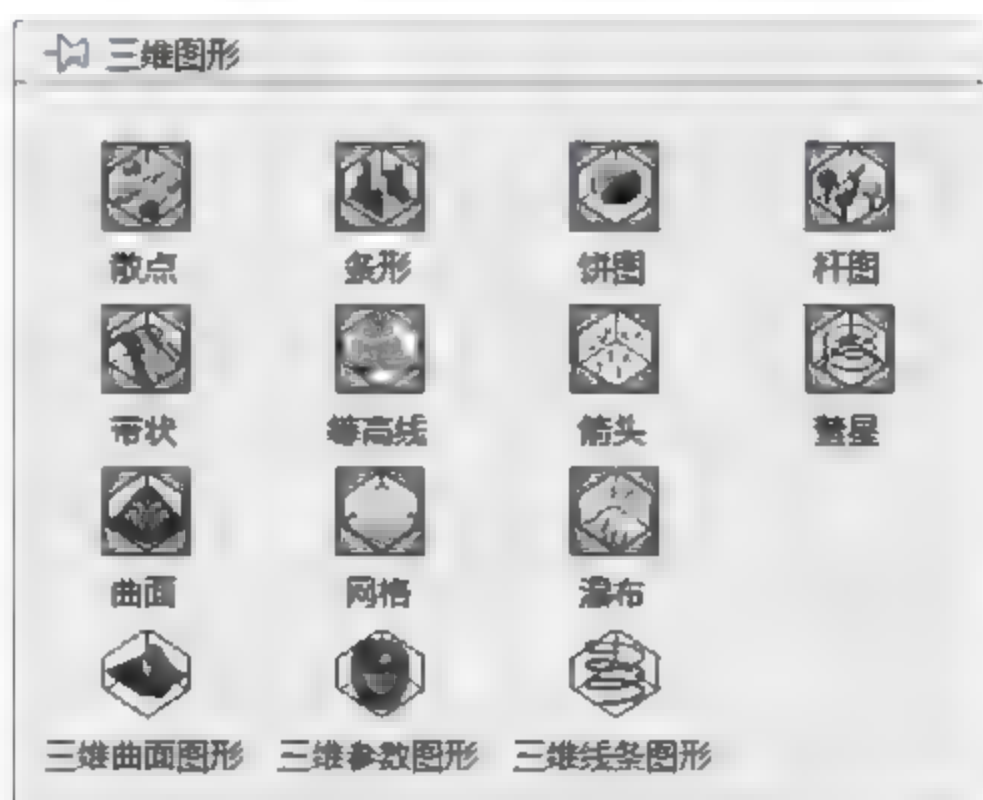 三维图形
散点 条形 饼图 杆图
带状 等高线 箭头 彗星
曲面 网格 瀑布
三维曲面图形 三维参数图形 三维线条图形